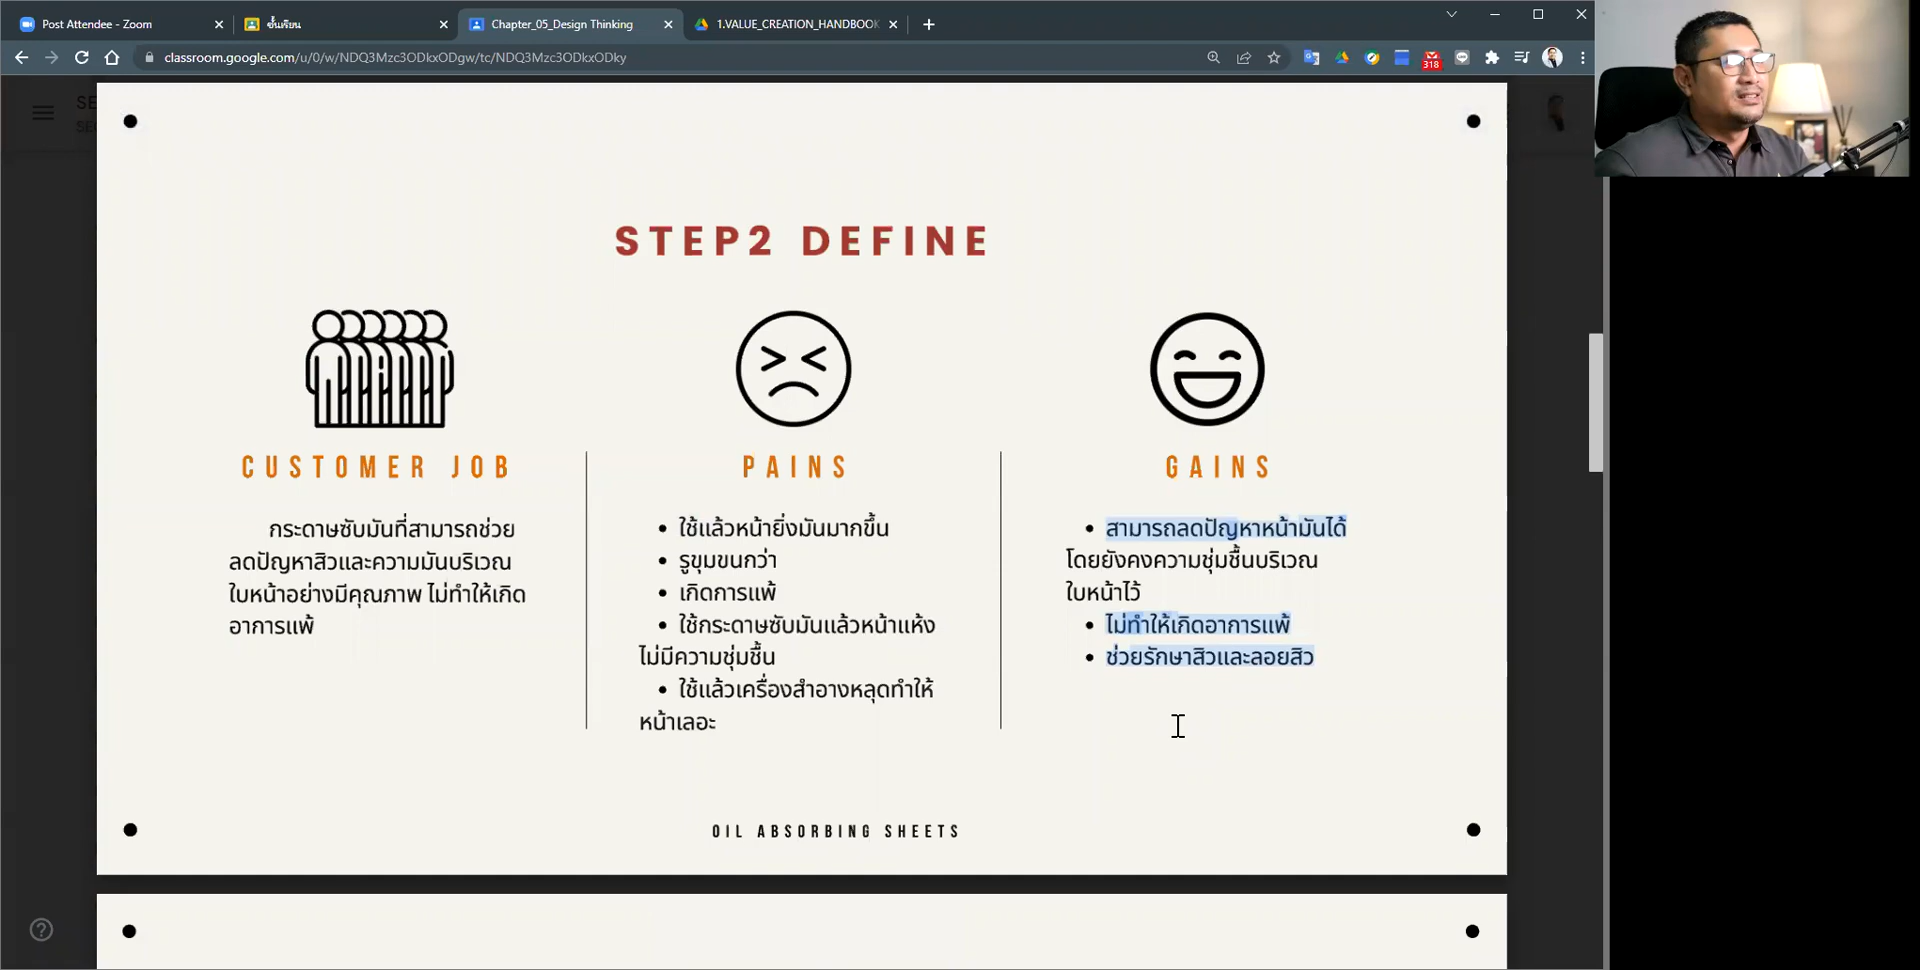 Post Attendee - Zoom
ชั้นเรียน
Chapter_05_Design Thinking
1.VALUE_CREATION_HANDBOOK
classroom.google.com/u/0/w/NDQ3Mzc3ODkxODgw/tc/NDQ3Mzc3ODkxODky
318
STEP2 DEFINE
CUSTOMER JOB
กระดาษซับมันที่สามารถช่วย
ลดปัญหาสิวและความมันบริเวณ
ใบหน้าอย่างมีคุณภาพ ไม่ทำให้เกิด
อาการแพ้
PAINS
• ใช้แล้วหน้ายิ่งมันมากขึ้น
• รูขุมขนกว่า
• เกิดการแพ้
• ใช้กระดาษซับมันแล้วหน้าแห้ง
ไม่มีความชุ่มชื้น
• ใช้แล้วเครื่องสำอางหลุดทำให้
หน้าเลอะ
GAINS
• สามารถลดปัญหาหน้ามันได้
โดยยังคงความชุ่มชื้นบริเวณ
ใบหน้าไว้
• ไม่ทำให้เกิดอาการแพ้
• ช่วยรักษาสิวและลอยสิว
OIL ABSORBING SHEETS